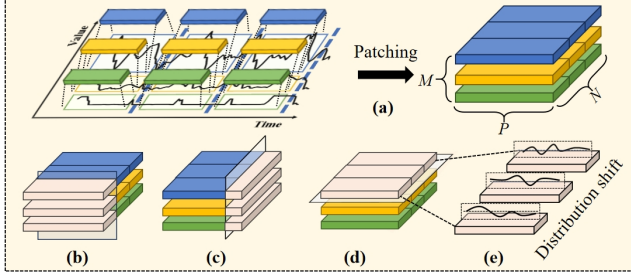 Value
Time
Patching
(a)
M
P
N
(b)
(c)
(d)
(e)
Distribution shift